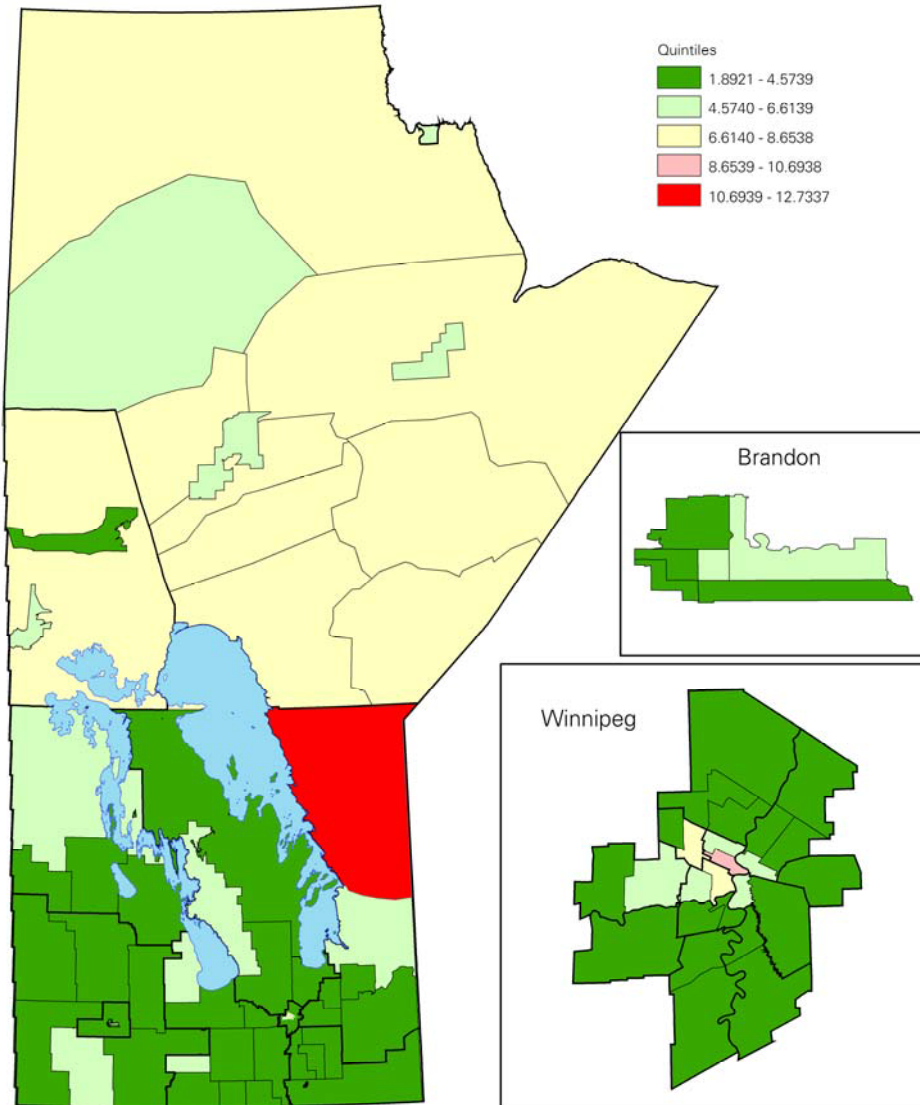 Quintiles
1.8921 - 4.5739
4.5740 - 6.6139
6.6140 - 8.6538
8.6539 - 10.6938
10.6939 - 12.7337
Brandon
Winnipeg